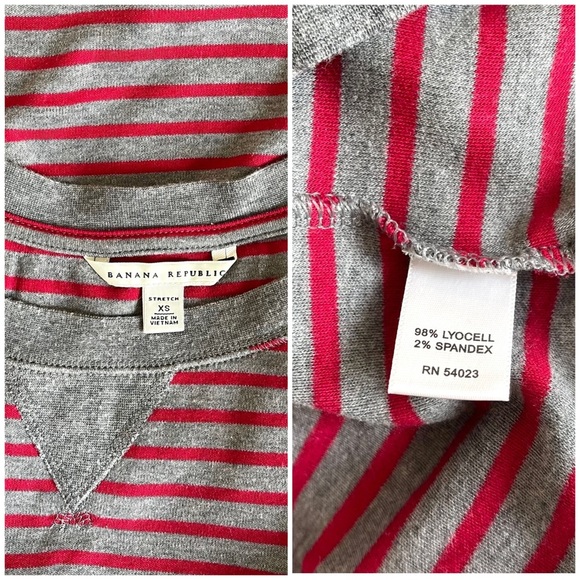 BANANA REPUBLIC
STRETCH
XS
MADE IN
VIETNAM
98% LYOCELL
2% SPANDEX
RN 54023